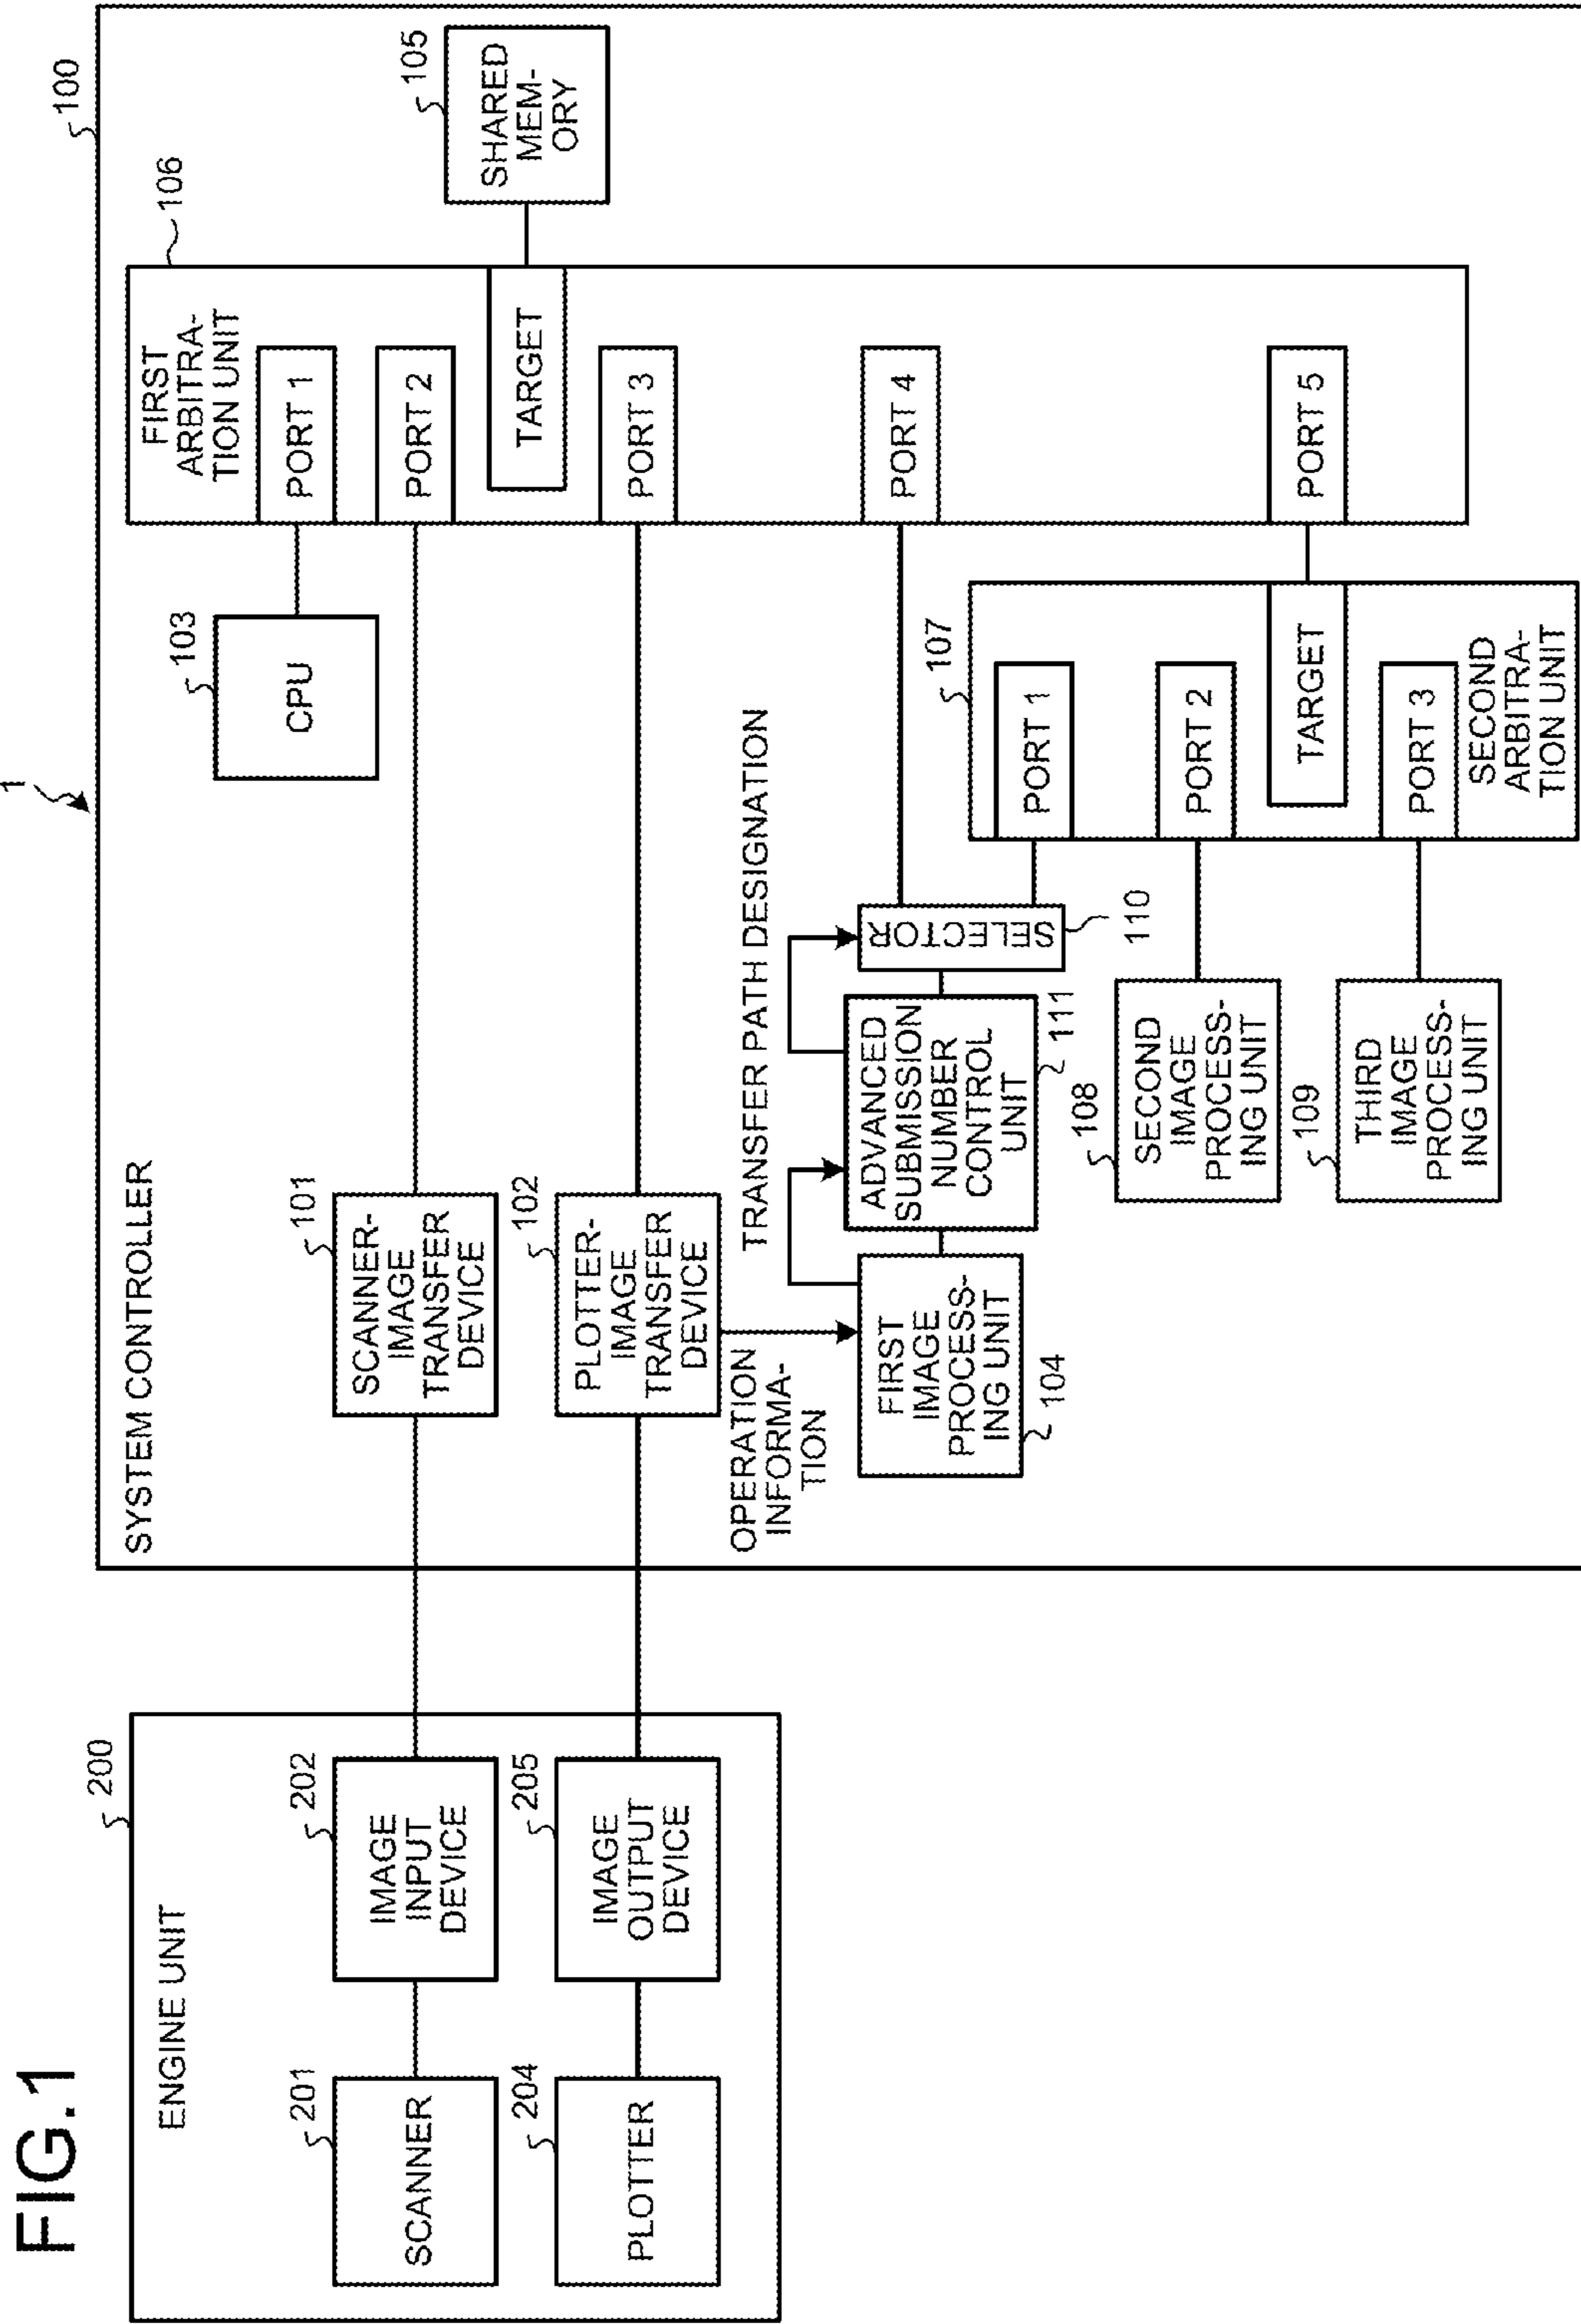 FIG.1
1
200
ENGINE UNIT
201
SCANNER
202
IMAGE
INPUT
DEVICE
204
PLOTTER
205
IMAGE
OUTPUT
DEVICE
100
SYSTEM CONTROLLER
101
SCANNER-
IMAGE
TRANSFER
DEVICE
102
PLOTTER-
IMAGE
TRANSFER
DEVICE
103
CPU
106
FIRST
ARBITRA-
TION UNIT
PORT 1
PORT 2
TARGET
PORT 3
PORT 4
PORT 5
105
SHARED
MEM-
ORY
OPERATION
INFORMA-
TION
TRANSFER PATH DESIGNATION
FIRST
IMAGE
PROCESS-
ING UNIT
104
ADVANCED
SUBMISSION
NUMBER
CONTROL
UNIT
111
SELECTOR
110
107
PORT 1
PORT 2
TARGET
PORT 3
SECOND
ARBITRA-
TION UNIT
108
SECOND
IMAGE
PROCESS-
ING UNIT
109
THIRD
IMAGE
PROCESS-
ING UNIT